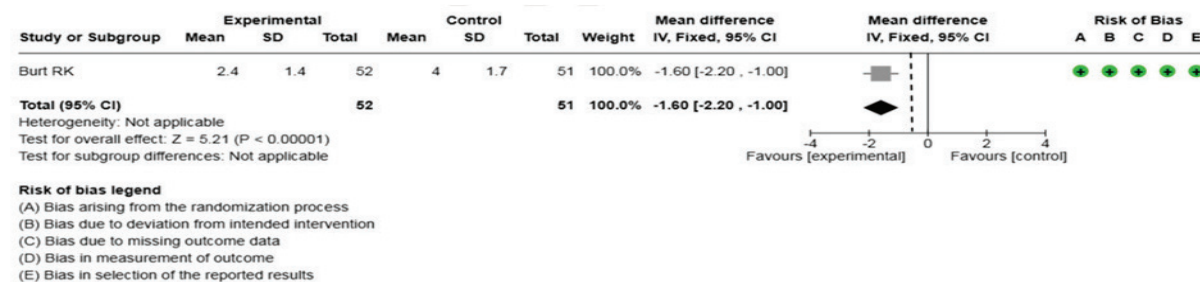 Experimental Control Mean difference Mean difference Risk of Bias
Study or Subgroup Mean SD Total Mean SD Total Weight IV, Fixed, 95% CI IV, Fixed, 95% CI A B C D E
Burt RK 2.4 1.4 52 4 1.7 51 100.0% -1.60 [-2.20 , -1.00] + + + + +
Total (95% CI) 52 51 100.0% -1.60 [-2.20 , -1.00]
Heterogeneity: Not applicable
Test for overall effect: Z = 5.21 (P < 0.00001) -4 -2 0 2 4
Test for subgroup differences: Not applicable Favours [experimental] Favours [control]
Risk of bias legend
(A) Bias arising from the randomization process
(B) Bias due to deviation from intended intervention
(C) Bias due to missing outcome data
(D) Bias in measurement of outcome
(E) Bias in selection of the reported results